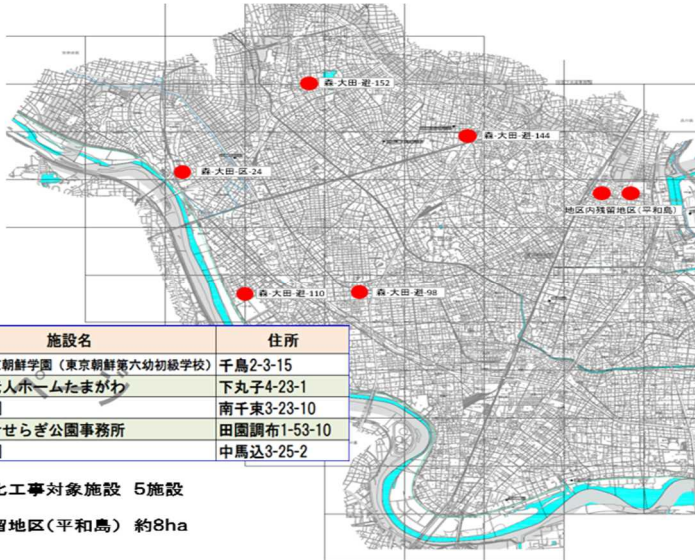 森-大田-避-152
森-大田-避-144
森-大田-区-24
地区内残留地区(平和島)
森-大田-避-110
森-大田-避-98
施設名 住所
朝鮮学園(東京朝鮮第六幼初級学校) 千鳥2-3-15
人ホームたまがわ 下丸子4-23-1
南千束3-23-10
せらぎ公園事務所 田園調布1-53-10
中馬込3-25-2
化工事対象施設 5施設
留地区(平和島) 約8ha